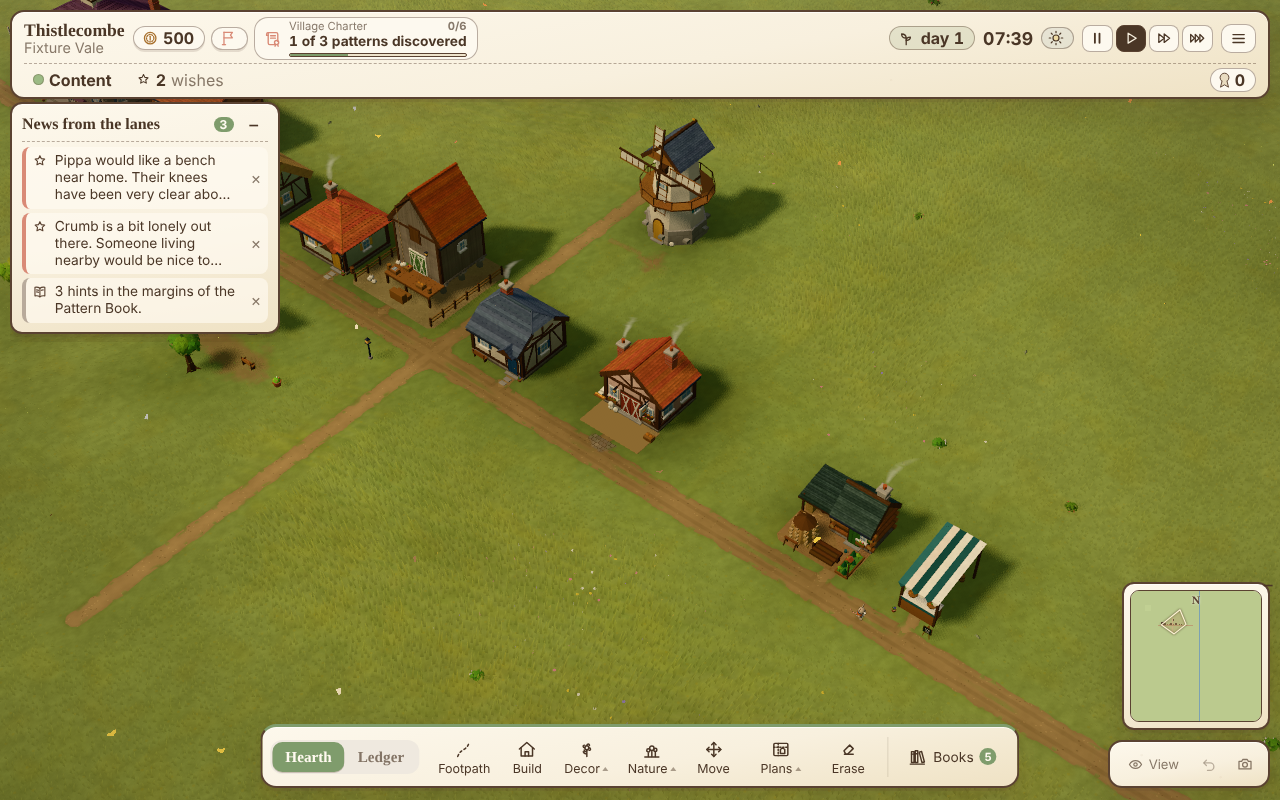 Thistlecombe
Fixture Vale
500
Village Charter 0/6
1 of 3 patterns discovered
day 1 07:39
Content 2 wishes
0
News from the lanes 3
Pippa would like a bench
near home. Their knees
have been very clear abo...
Crumb is a bit lonely out
there. Someone living
nearby would be nice to...
3 hints in the margins of the
Pattern Book.
N
Hearth Ledger
Footpath Build Decor Nature Move Plans Erase
Books 5
View